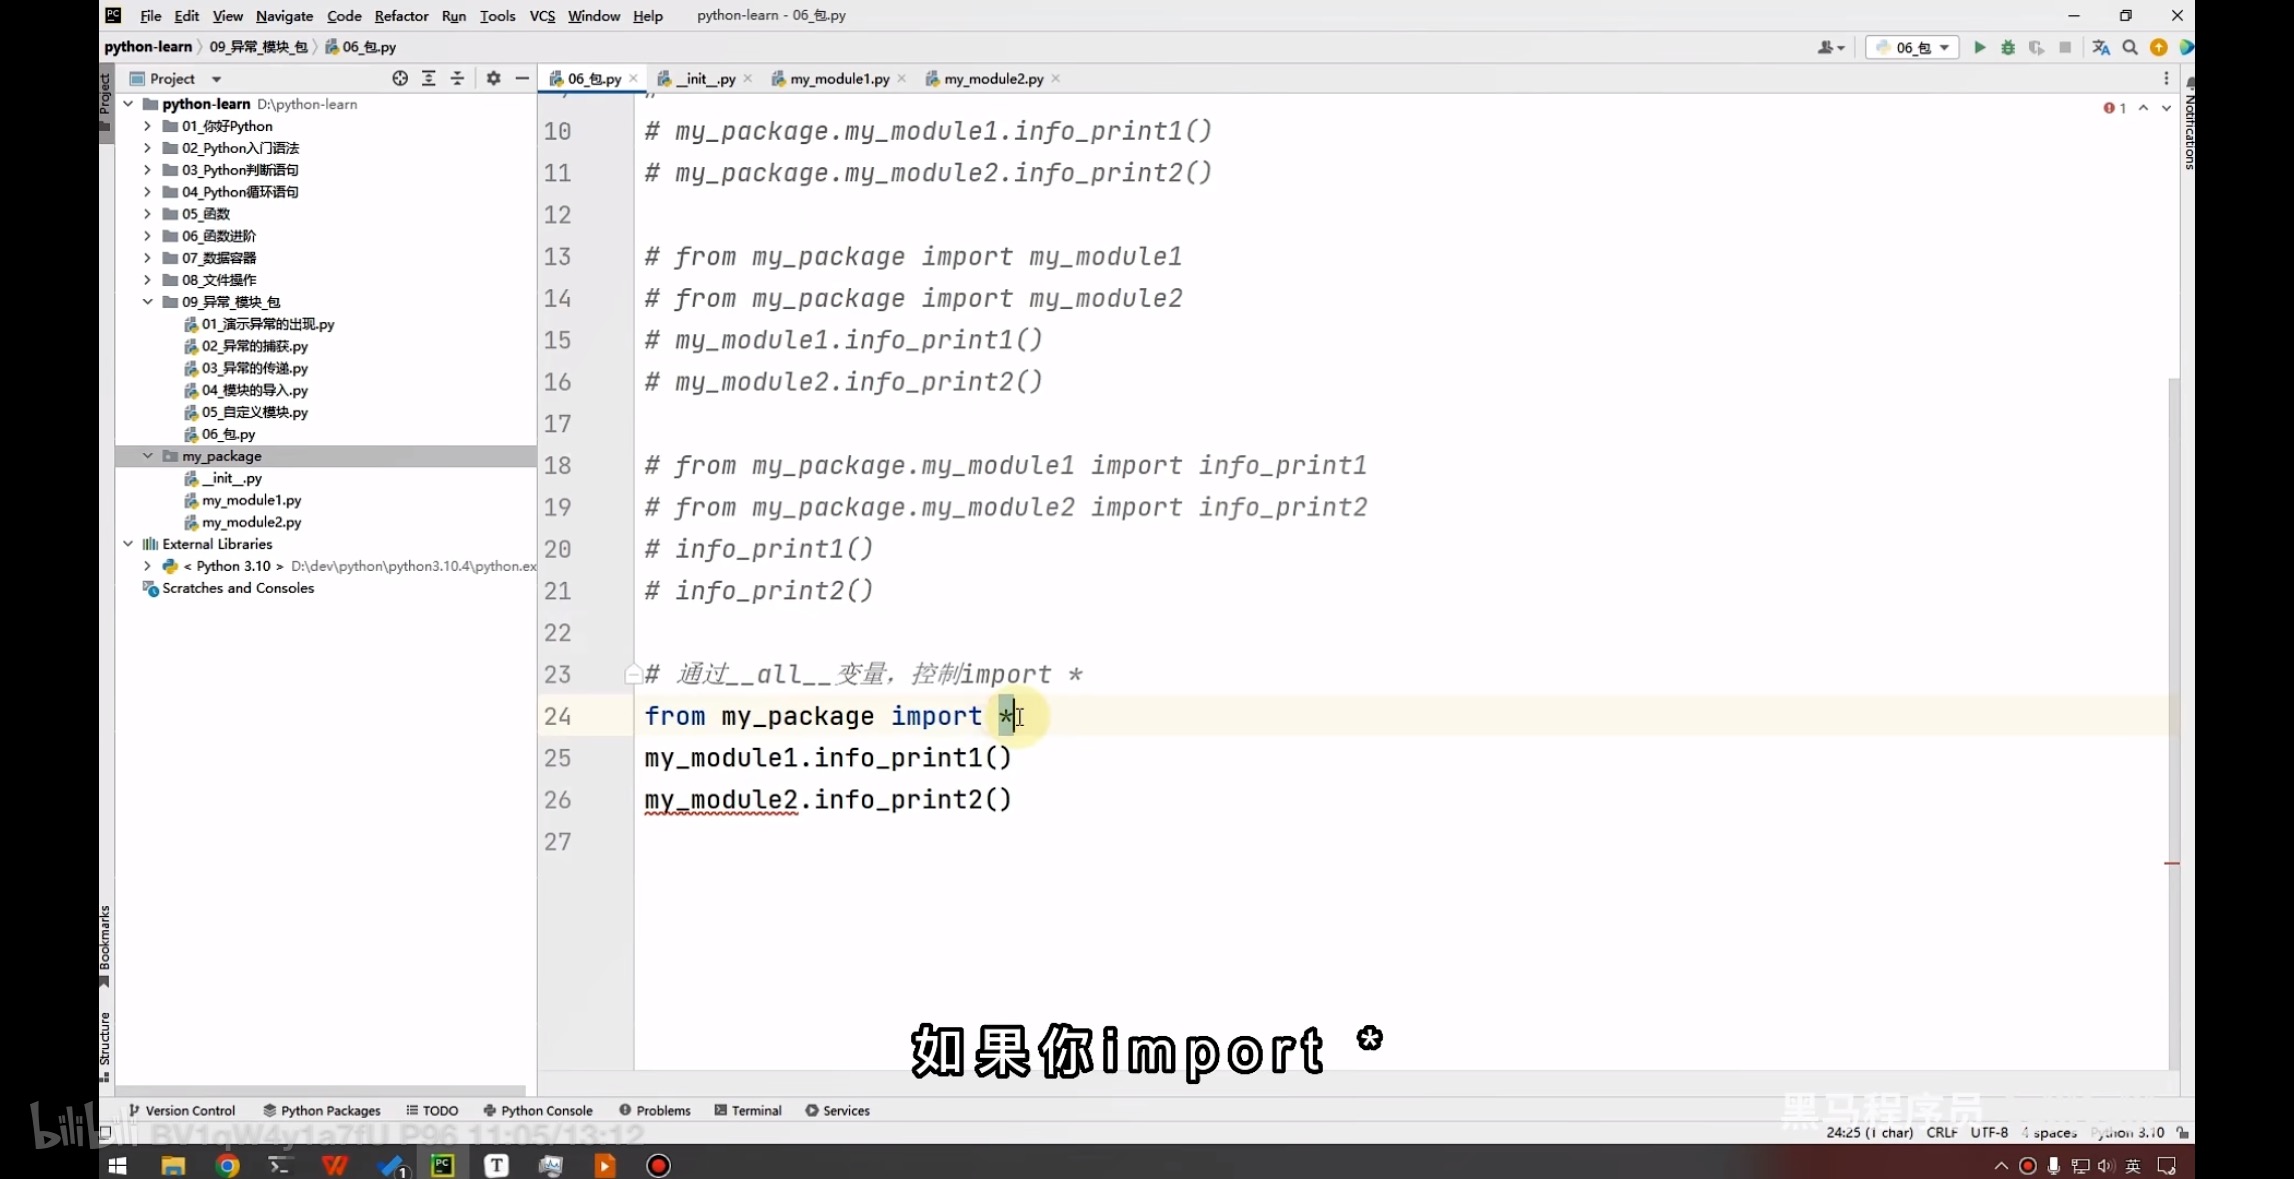 File Edit View Navigate Code Refactor Run Tools VCS Window Help python-learn - 06_包.py
python-learn 09_异常_模块_包 06_包.py
06_包
Project
Project
06_包.py
__init__.py
my_module1.py
my_module2.py
Notifications
1
python-learn D:\python-learn
01_你好Python
02_Python入门语法
03_Python判断语句
04_Python循环语句
05_函数
06_函数进阶
07_数据容器
08_文件操作
09_异常_模块_包
01_演示异常的出现.py
02_异常的捕获.py
03_异常的传递.py
04_模块的导入.py
05_自定义模块.py
06_包.py
my_package
__init__.py
my_module1.py
my_module2.py
External Libraries
< Python 3.10 > D:\dev\python\python3.10.4\python.ex
Scratches and Consoles
10 # my_package.my_module1.info_print1()
11 # my_package.my_module2.info_print2()
12
13 # from my_package import my_module1
14 # from my_package import my_module2
15 # my_module1.info_print1()
16 # my_module2.info_print2()
17
18 # from my_package.my_module1 import info_print1
19 # from my_package.my_module2 import info_print2
20 # info_print1()
21 # info_print2()
22
23 # 通过__all__变量，控制import *
24 from my_package import *
25 my_module1.info_print1()
26 my_module2.info_print2()
27
Bookmarks
Structure
如果你import *
Version Control Python Packages TODO Python Console Problems Terminal Services
黑马程序员
bilibili BV1qW4y1a7fU P96 11:05/13:12
24:25 (1 char) CRLF UTF-8 4 spaces Python 3.10
英